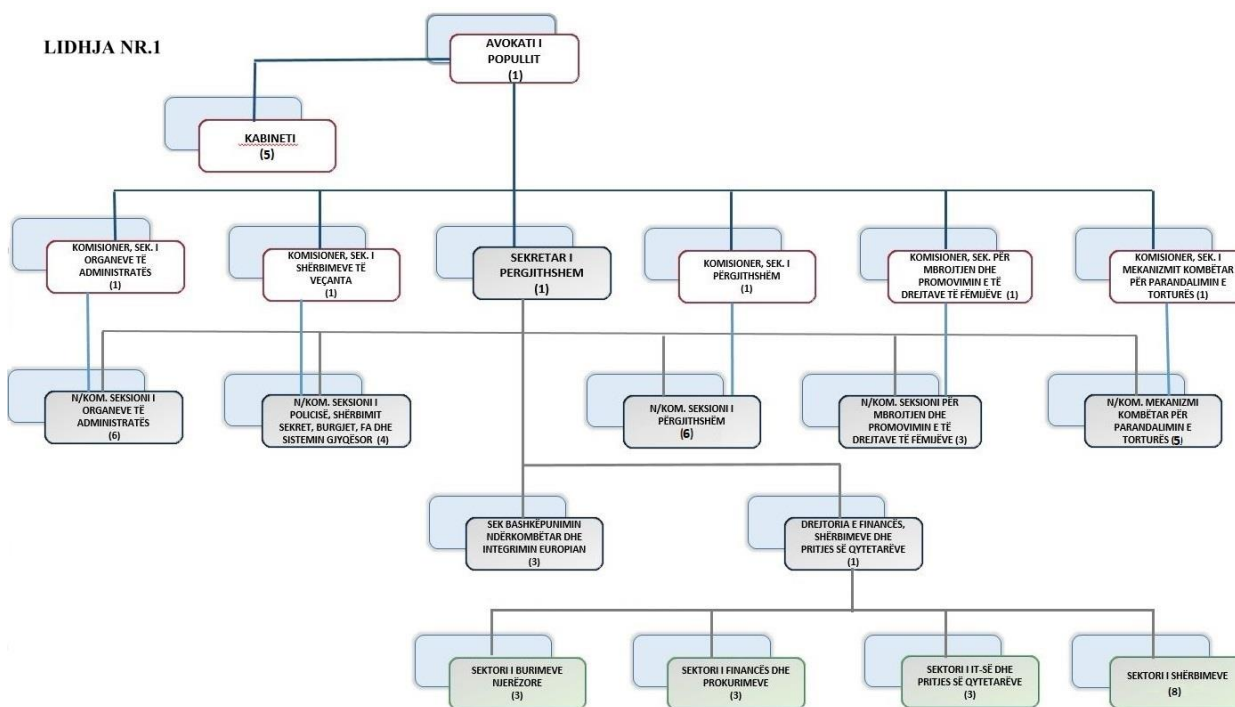 LIDHJA NR.1
AVOKATI I
POPULLIT
(1)
KABINETI
(5)
KOMISIONER, SEK. I
ORGANEVE TË
ADMINISTRATËS
(1)
KOMISIONER, SEK. I
SHËRBIMEVE TË
VEÇANTA
(1)
SEKRETAR I
PERGJITHSHEM
(1)
KOMISIONER, SEK. I
PËRGJITHSHËM
(1)
KOMISIONER, SEK. PËR
MBROJTJEN DHE
PROMOVIMIN E TË
DREJTAVE TË FËMIJËVE (1)
KOMISIONER, SEK. I
MEKANIZMIT KOMBËTAR
PËR PARANDALIMIN E
TORTURËS (1)
N/KOM. SEKSIONI I
ORGANEVE TË
ADMINISTRATËS
(6)
N/KOM. SEKSIONI I
POLICISË, SHËRBIMIT
SEKRET, BURGJET, FA DHE
SISTEMIN GJYQËSOR (4)
N/KOM. SEKSIONI I
PËRGJITHSHËM
(6)
N/KOM. SEKSIONI PËR
MBROJTJEN DHE
PROMOVIMIN E TË
DREJTAVE TË FËMIJËVE (3)
N/KOM. MEKANIZMI
KOMBËTAR PËR
PARANDALIMIN E
TORTURËS (5)
SEK BASHKËPUNIMIN
NDËRKOMBËTAR DHE
INTEGRIMIN EUROPIAN
(3)
DREJTORIA E FINANCËS,
SHËRBIMEVE DHE
PRITJES SË QYTETARËVE
(1)
SEKTORI I BURIMEVE
NJERËZORE
(3)
SEKTORI I FINANCËS DHE
PROKURIMEVE
(3)
SEKTORI I IT-SË DHE
PRITJES SË QYTETARËVE
(3)
SEKTORI I SHËRBIMEVE
(8)